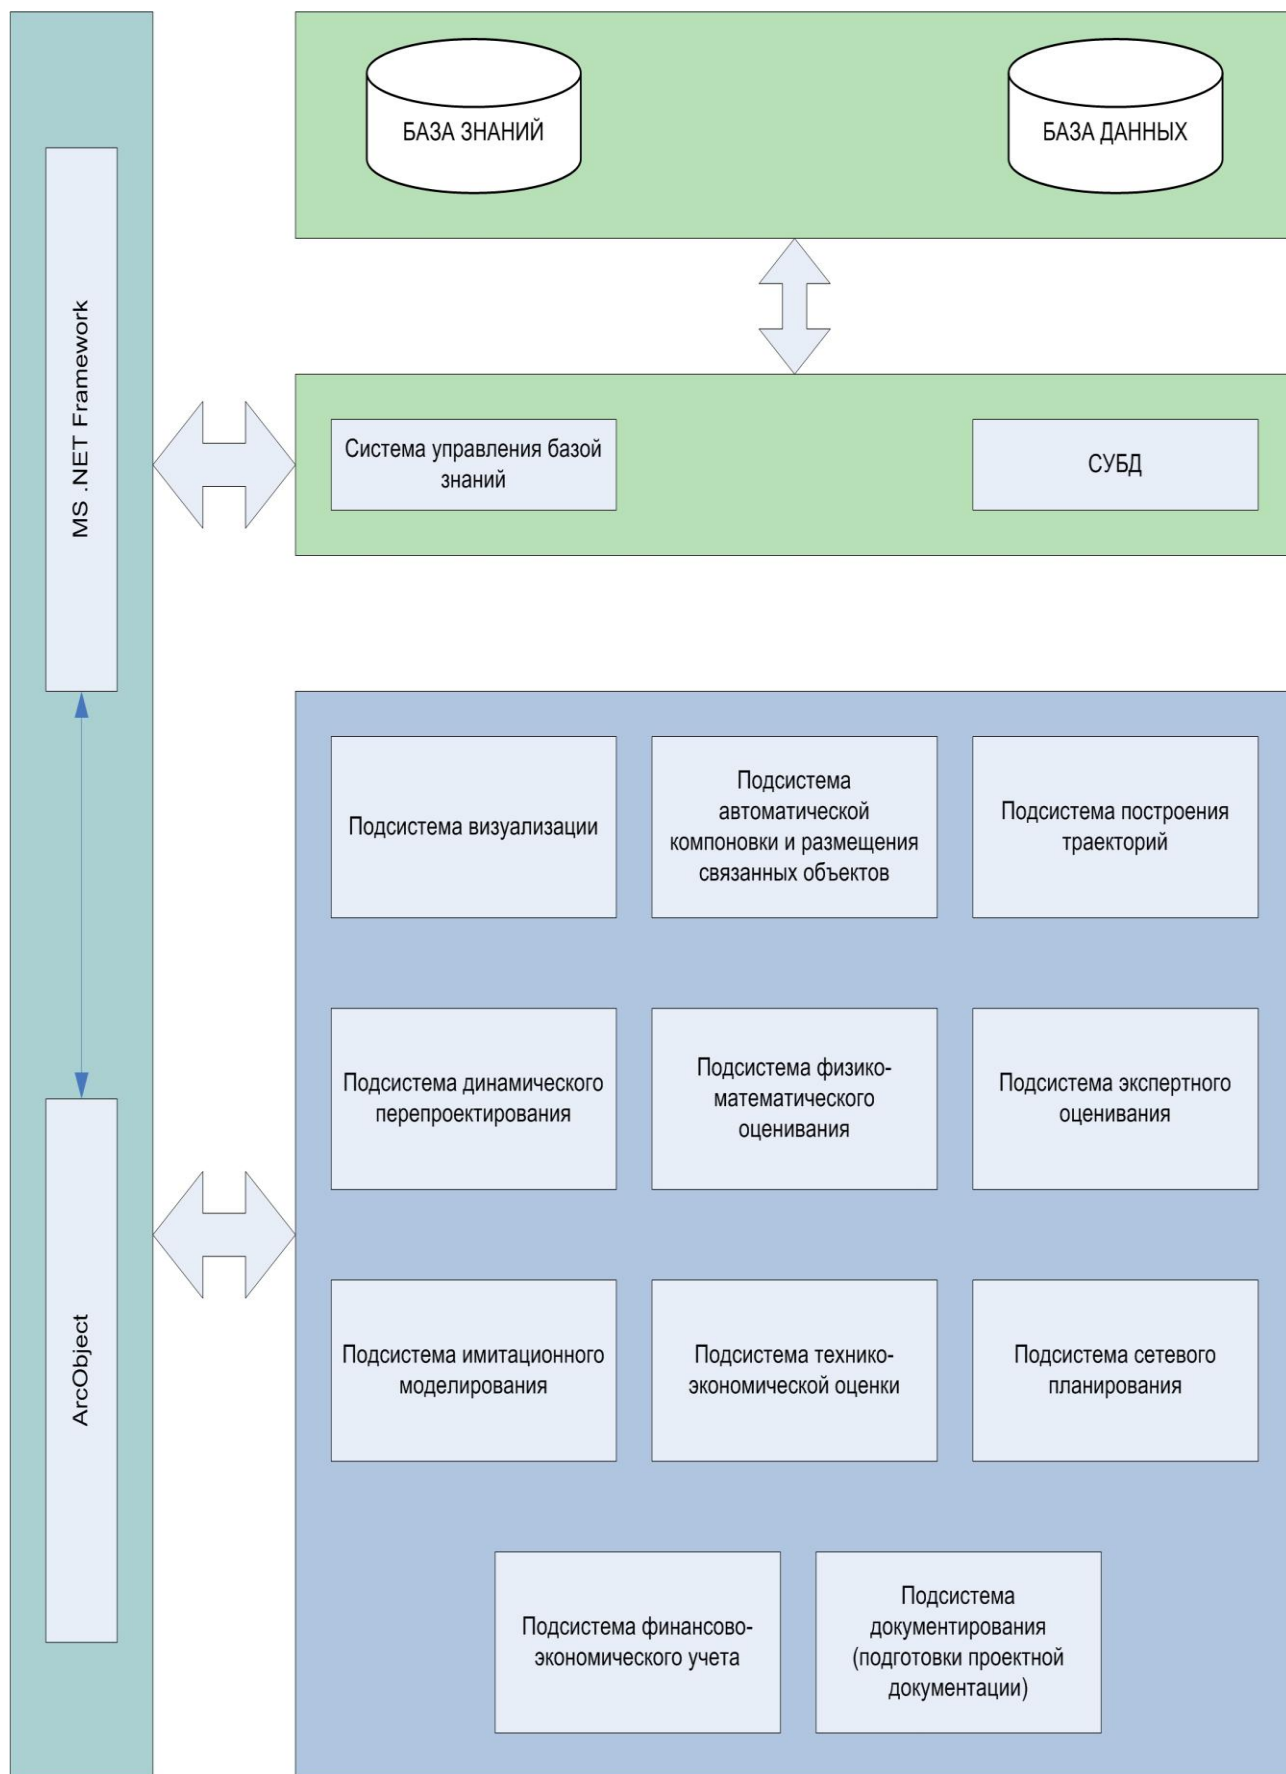 БАЗА ЗНАНИЙ
БАЗА ДАННЫХ
MS .NET Framework
Система управления базой
знаний
СУБД
Подсистема визуализации
Подсистема
автоматической
компоновки и размещения
связанных объектов
Подсистема построения
траекторий
Подсистема динамического
перепроектирования
Подсистема физико-
математического
оценивания
Подсистема экспертного
оценивания
ArcObject
Подсистема имитационного
моделирования
Подсистема технико-
экономической оценки
Подсистема сетевого
планирования
Подсистема финансово-
экономического учета
Подсистема
документирования
(подготовки проектной
документации)